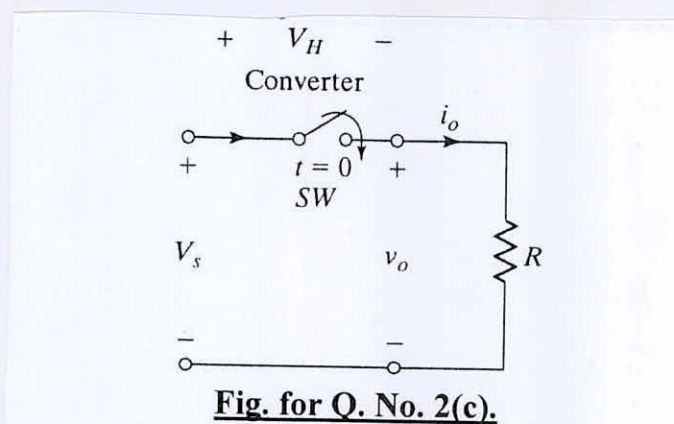 + V_H −
Converter
i_o
+ t = 0 +
SW
V_s v_o R
− −
Fig. for Q. No. 2(c).